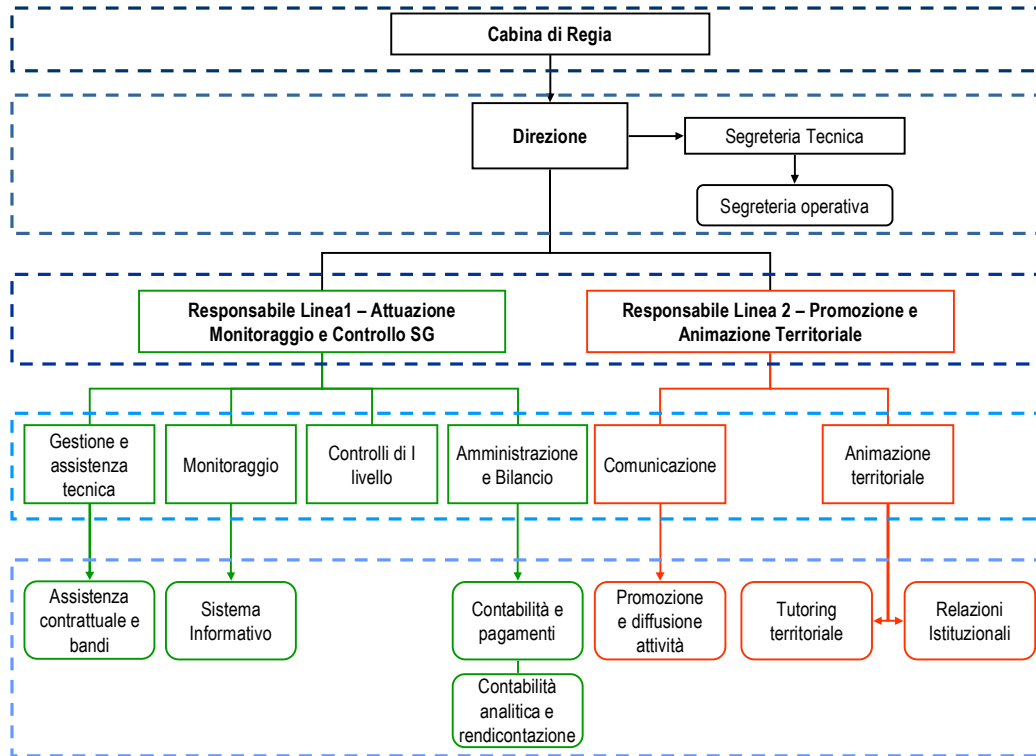 Cabina di Regia
Direzione
Segreteria Tecnica
Segreteria operativa
Responsabile Linea1 – Attuazione
Monitoraggio e Controllo SG
Responsabile Linea 2 – Promozione e
Animazione Territoriale
Gestione e
assistenza
tecnica
Monitoraggio
Controlli di I
livello
Amministrazione
e Bilancio
Comunicazione
Animazione
territoriale
Assistenza
contrattuale e
bandi
Sistema
Informativo
Contabilità e
pagamenti
Promozione
e diffusione
attività
Tutoring
territoriale
Relazioni
Istituzionali
Contabilità
analitica e
rendicontazione